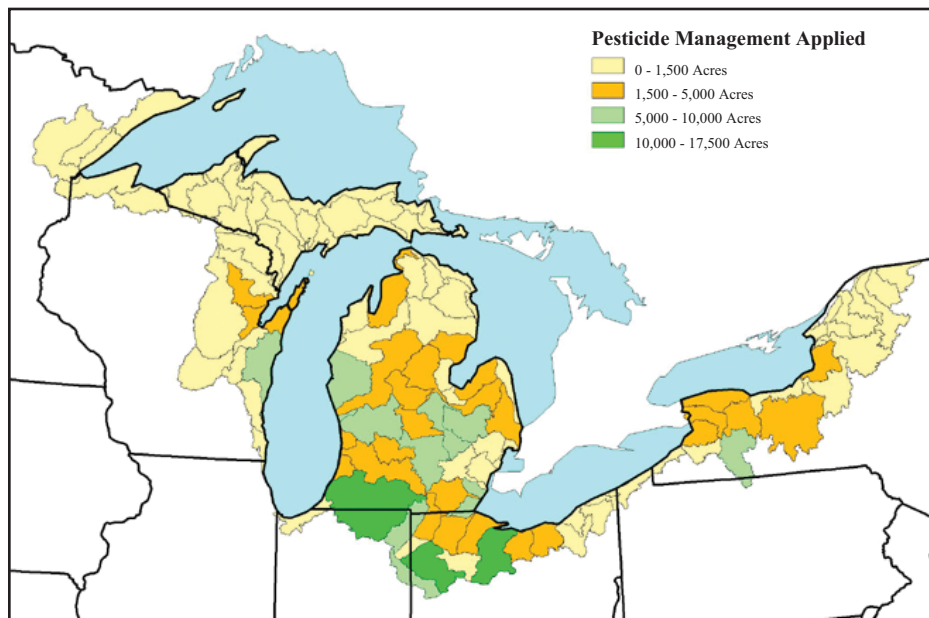 Pesticide Management Applied
0 - 1,500 Acres
1,500 - 5,000 Acres
5,000 - 10,000 Acres
10,000 - 17,500 Acres